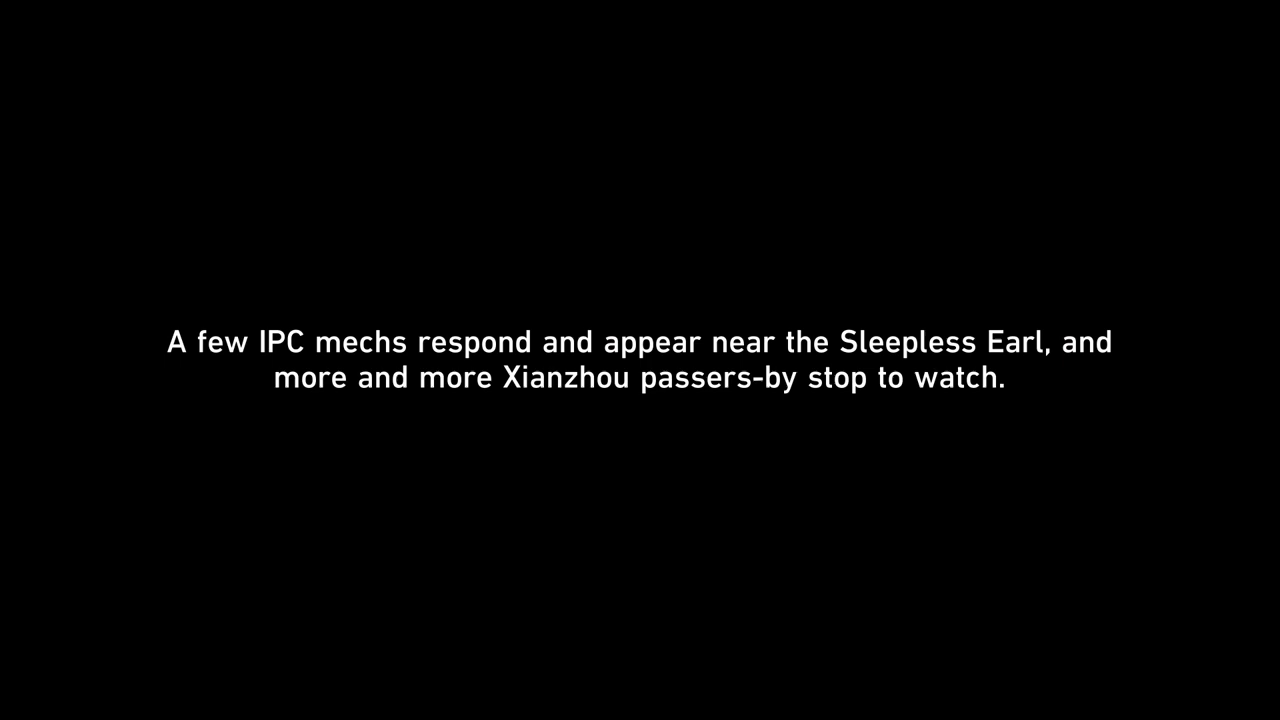 A few IPC mechs respond and appear near the Sleepless Earl, and
more and more Xianzhou passers-by stop to watch.